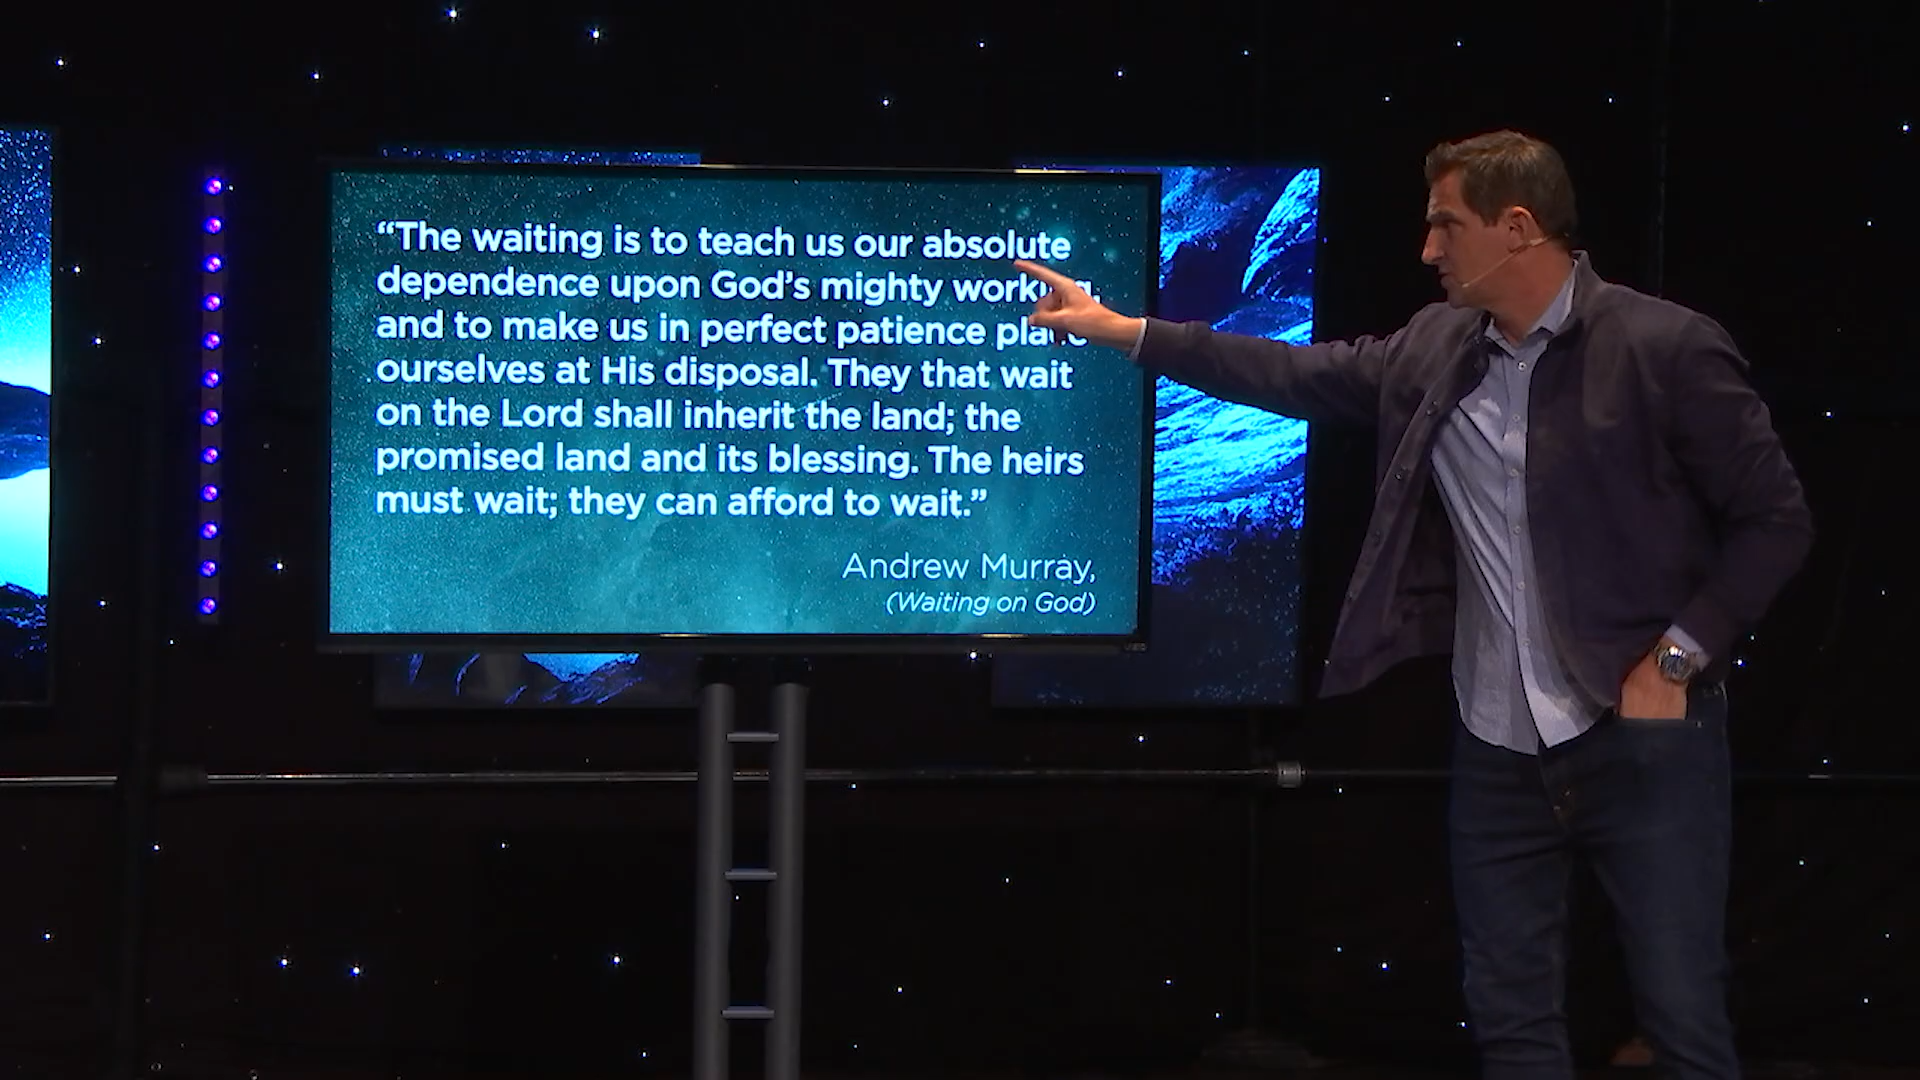 “The waiting is to teach us our absolute
dependence upon God’s mighty working,
and to make us in perfect patience place
ourselves at His disposal. They that wait
on the Lord shall inherit the land; the
promised land and its blessing. The heirs
must wait; they can afford to wait.”
Andrew Murray,
(Waiting on God)